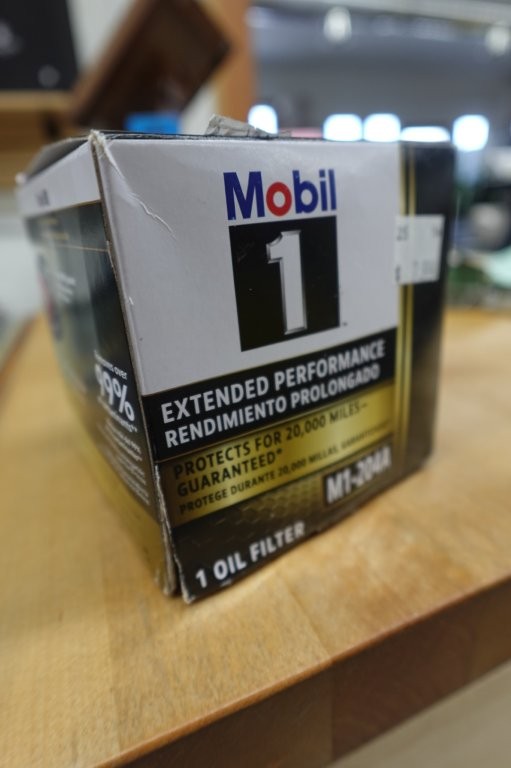 Mobil
1
EXTENDED PERFORMANCE
RENDIMIENTO PROLONGADO
PROTECTS FOR 20,000 MILES–
GUARANTEED*
PROTEGE DURANTE 20,000 MILLAS, GARANTIZADO*
M1-204A
1 OIL FILTER
over
99%